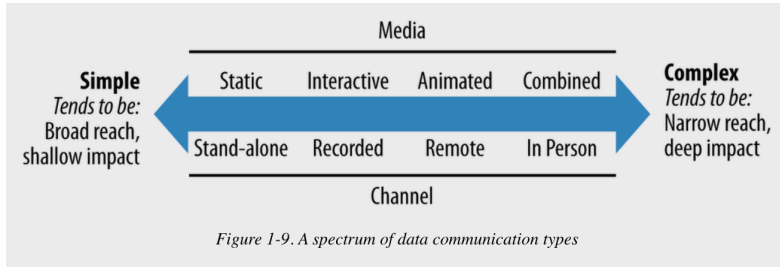 Media
Simple
Tends to be:
Broad reach,
shallow impact
Static Interactive Animated Combined
Stand-alone Recorded Remote In Person
Complex
Tends to be:
Narrow reach,
deep impact
Channel
Figure 1-9. A spectrum of data communication types